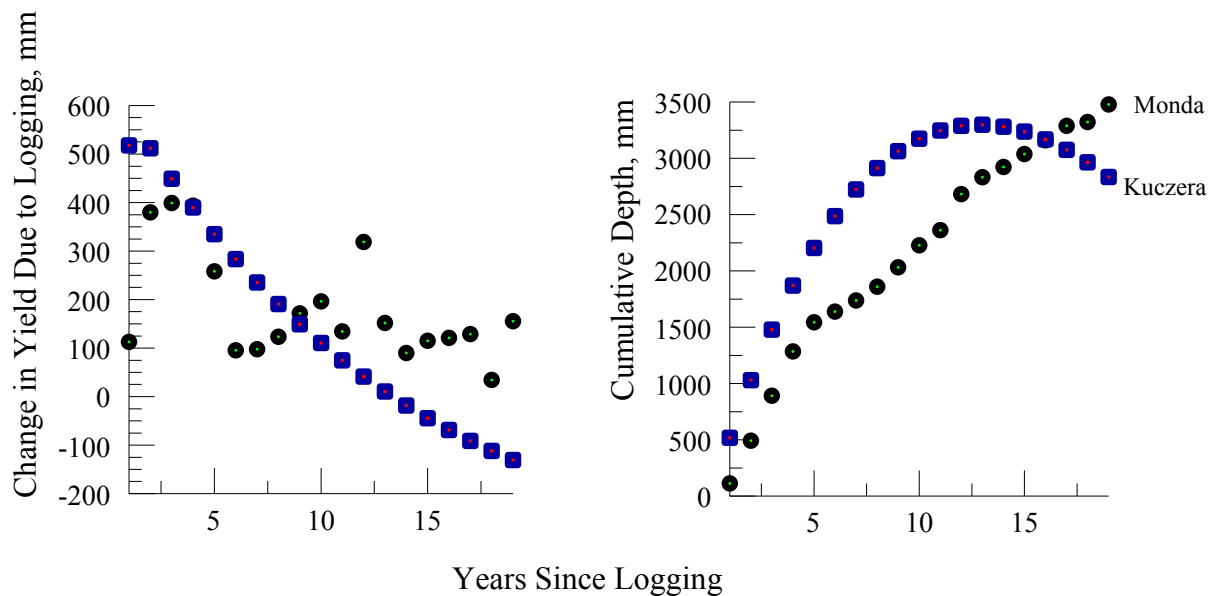 Change in Yield Due to Logging, mm
600
500
400
300
200
100
0
-100
-200
5 10 15
Cumulative Depth, mm
3500
3000
2500
2000
1500
1000
500
0
5 10 15
Monda
Kuczera
Years Since Logging